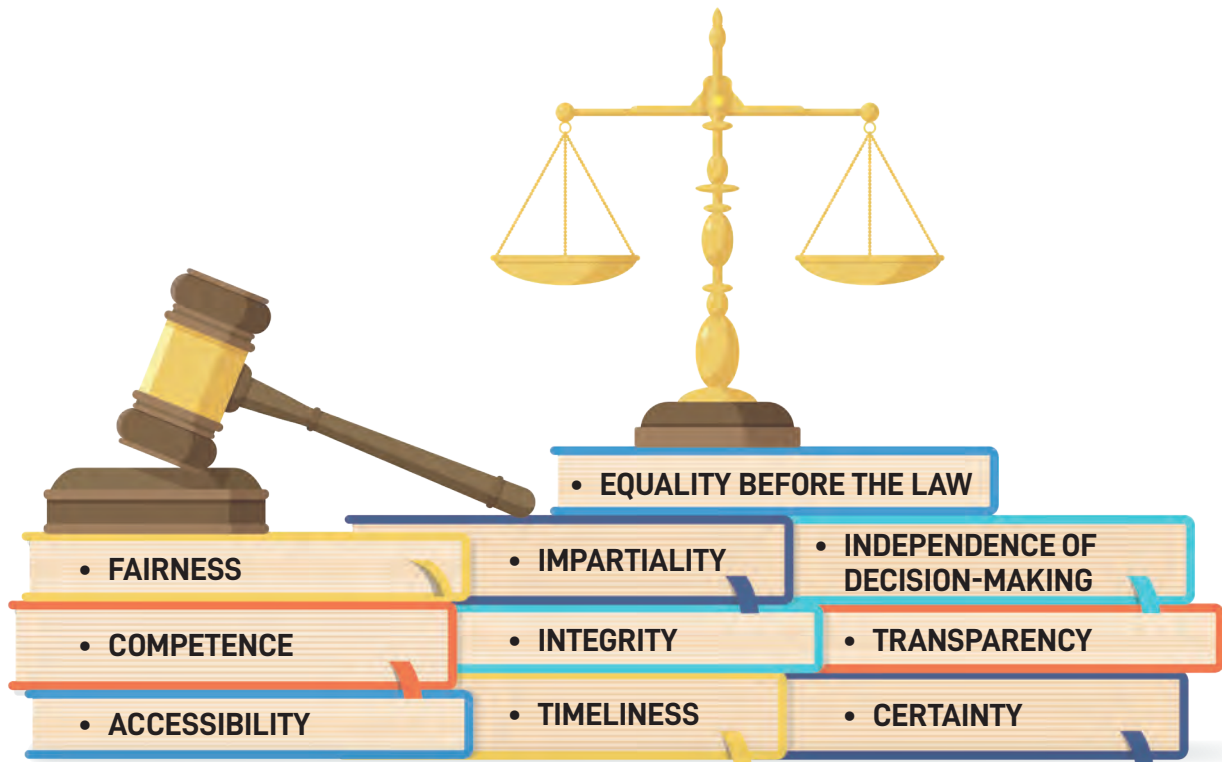 • EQUALITY BEFORE THE LAW
• FAIRNESS
• IMPARTIALITY
• INDEPENDENCE OF
DECISION-MAKING
• COMPETENCE
• INTEGRITY
• TRANSPARENCY
• ACCESSIBILITY
• TIMELINESS
• CERTAINTY